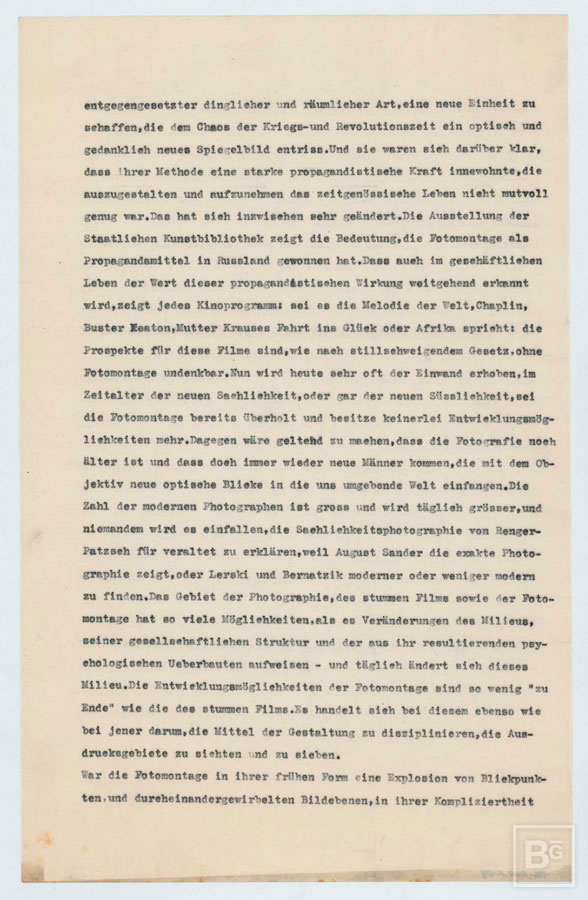 entgegengesetzter dinglicher und räumlicher Art,eine neue Einheit zu
schaffen,die dem Chaos der Kriegs-und Revolutionszeit ein optisch und
gedanklich neues Spiegelbild entriss.Und sie waren sich darüber klar,
dass ihrer Methode eine starke propagandistische Kraft innewohnte,die
auszugestalten und aufzunehmen das zeitgenössische Leben nicht mutvoll
genug war.Das hat sich inzwischen sehr geändert.Die Ausstellung der
Staatlichen Kunstbibliothek zeigt die Bedeutung,die Fotomontage als
Propagandamittel in Russland gewonnen hat.Dass auch im geschäftlichen
Leben der Wert dieser propagandistischen Wirkung weitgehend erkannt
wird,zeigt jedes Kinoprogramm: sei es die Melodie der Welt,Chaplin,
Buster Keaton,Mutter Krauses Fahrt ins Glück oder Afrika spricht: die
Prospekte für diese Filme sind,wie nach stillschweigendem Gesetz,ohne
Fotomontage undenkbar.Nun wird heute sehr oft der Einwand erhoben,im
Zeitalter der neuen Sachlichkeit,oder gar der neuen Süsslichkeit,sei
die Fotomontage bereits überholt und besitze keinerlei Entwicklungsmög-
lichkeiten mehr.Dagegen wäre geltend zu machen,dass die Fotografie noch
älter ist und dass doch immer wieder neue Männer kommen,die mit dem Ob-
jektiv neue optische Blicke in die uns umgebende Welt einfangen.Die
Zahl der modernen Photographen ist gross und wird täglich grösser,und
niemandem wird es einfallen,die Sachlichkeitsphotographie von Renger-
Patzsch für veraltet zu erklären,weil August Sander die exakte Photo-
graphie zeigt,oder Lerski und Bernatzik moderner oder weniger modern
zu finden.Das Gebiet der Photographie,des stummen Films sowie der Foto-
montage hat so viele Möglichkeiten,als es Veränderungen des Milieus,
seiner gesellschaftlichen Struktur und der aus ihr resultierenden psy-
chologischen Ueberbauten aufweisen - und täglich ändert sich dieses
Milieu.Die Entwicklungsmöglichkeiten der Fotomontage sind so wenig "zu
Ende" wie die des stummen Films.Es handelt sich bei diesem ebenso wie
bei jener darum,die Mittel der Gestaltung zu disziplinieren,die Aus-
drucksgebiete zu sichten und zu sieben.
War die Fotomontage in ihrer frühen Form eine Explosion von Blickpunk-
ten,und durcheinandergewirbelten Bildebenen,in ihrer Kompliziertheit
BG